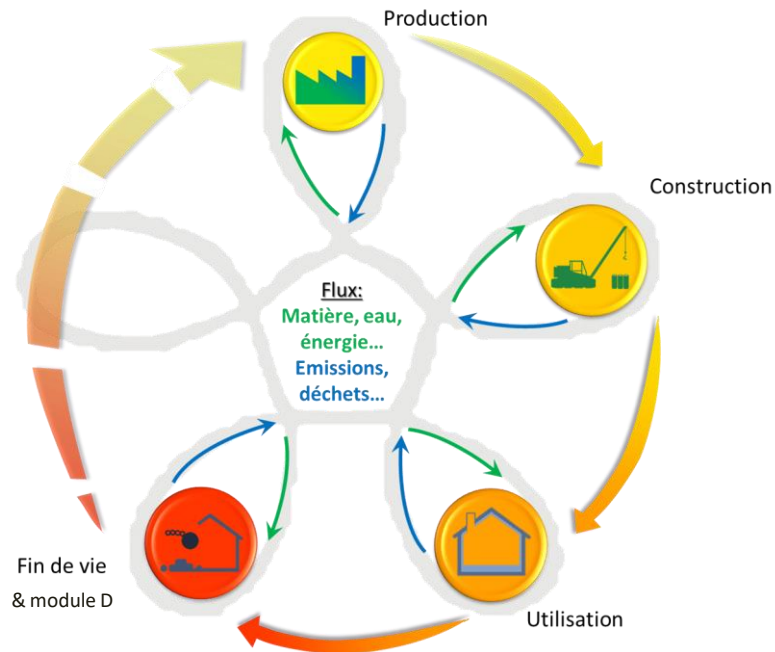 Production
Construction
Flux:
Matière, eau,
énergie…
Emissions,
déchets…
Fin de vie
& module D
Utilisation